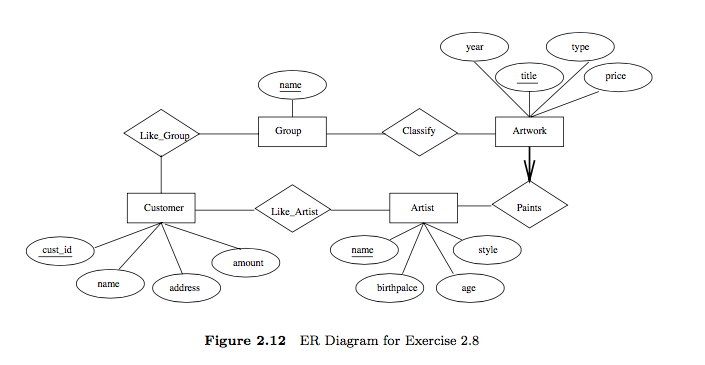 year
type
title
price
name
Like_Group
Group
Classify
Artwork
Customer
Like_Artist
Artist
Paints
cust_id
name
address
amount
name
birthpalce
age
style
Figure 2.12 ER Diagram for Exercise 2.8